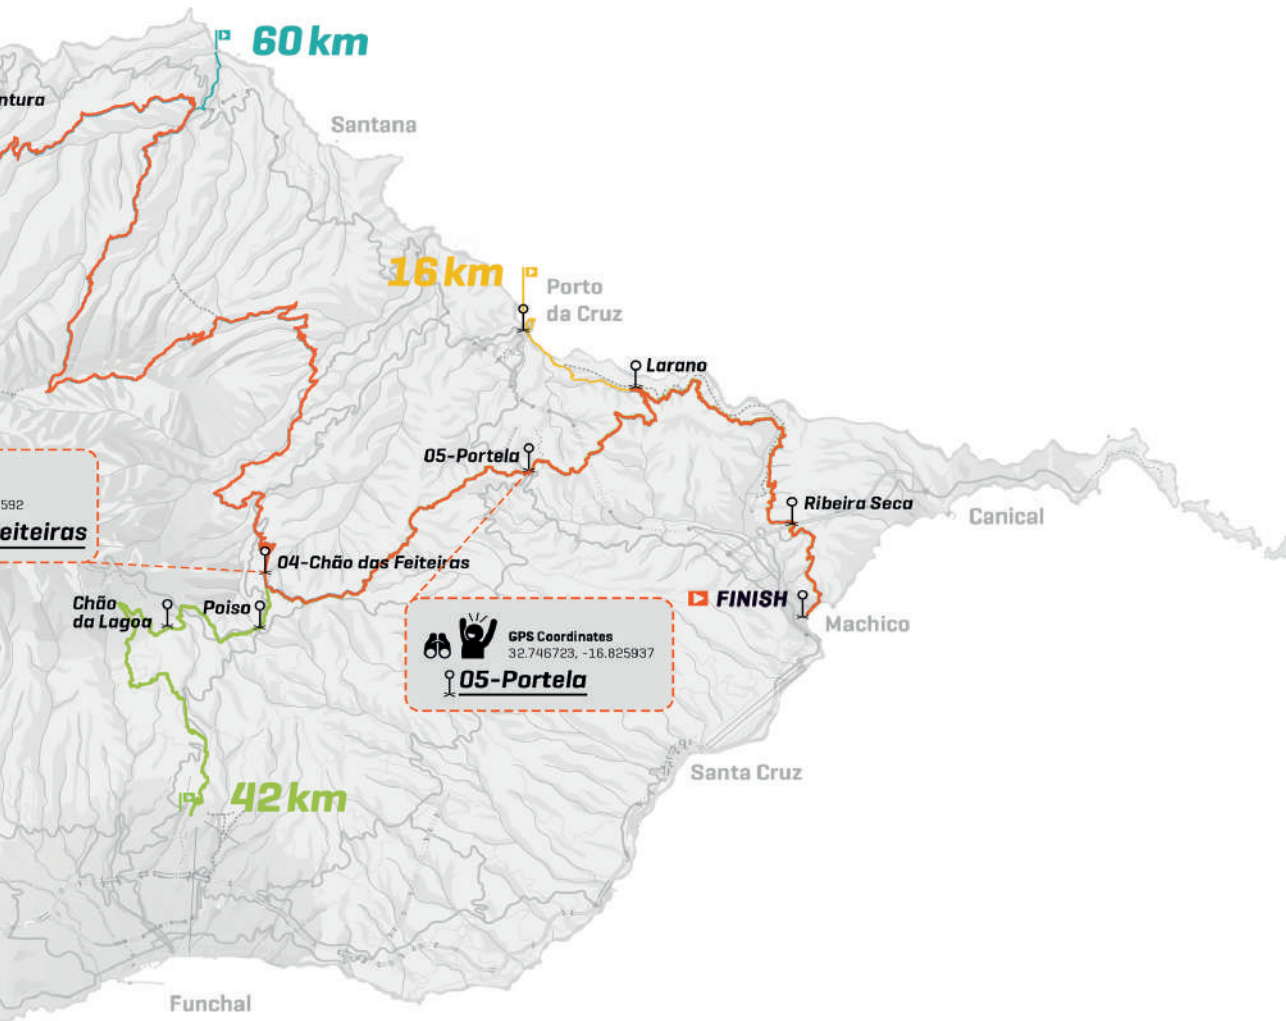 60 km
ntura
Santana
16 km
Porto
da Cruz
Larano
05-Portela
592
eiteiras
Ribeira Seca
Canical
04-Chão das Feiteiras
Chão
da Lagoa
Poiso
FINISH
Machico
GPS Coordinates
32.746723, -16.825937
05-Portela
Santa Cruz
42 km
Funchal